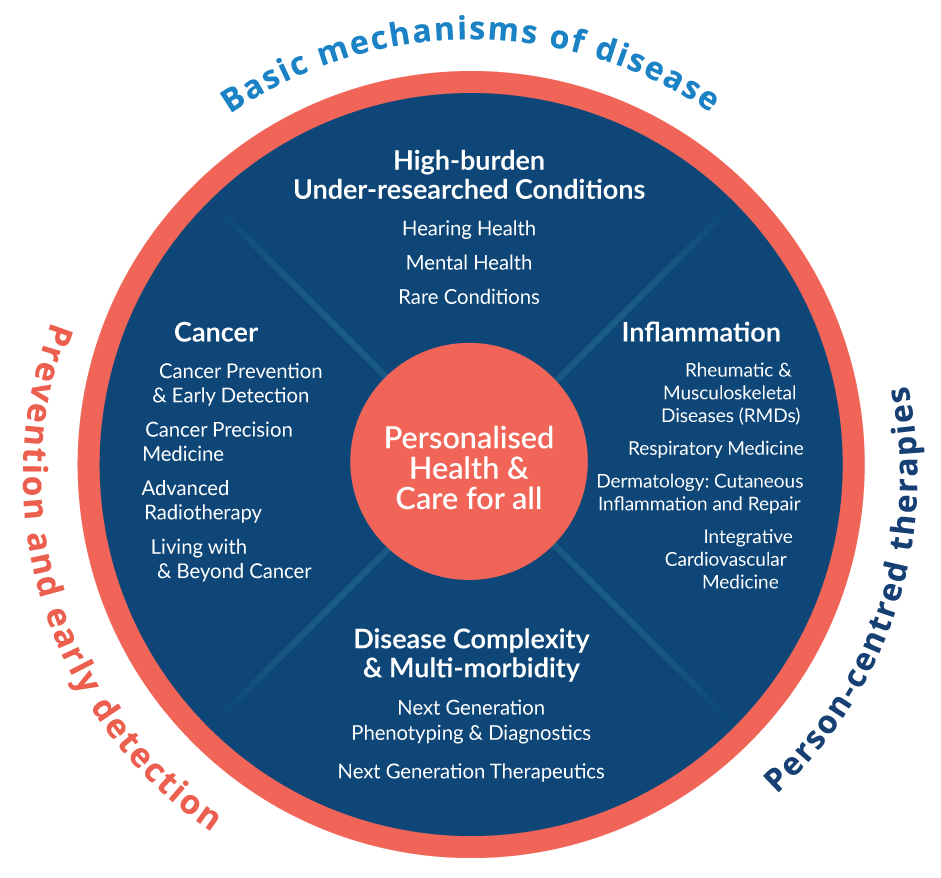 Basic mechanisms of disease
High-burden
Under-researched Conditions
Hearing Health
Mental Health
Rare Conditions
Cancer
Cancer Prevention
& Early Detection
Cancer Precision
Medicine
Advanced
Radiotherapy
Living with
& Beyond Cancer
Personalised
Health &
Care for all
Inflammation
Rheumatic &
Musculoskeletal
Diseases (RMDs)
Respiratory Medicine
Dermatology: Cutaneous
Inflammation and Repair
Integrative
Cardiovascular
Medicine
Disease Complexity
& Multi-morbidity
Next Generation
Phenotyping & Diagnostics
Next Generation Therapeutics
Prevention and early detection
Person-centred therapies